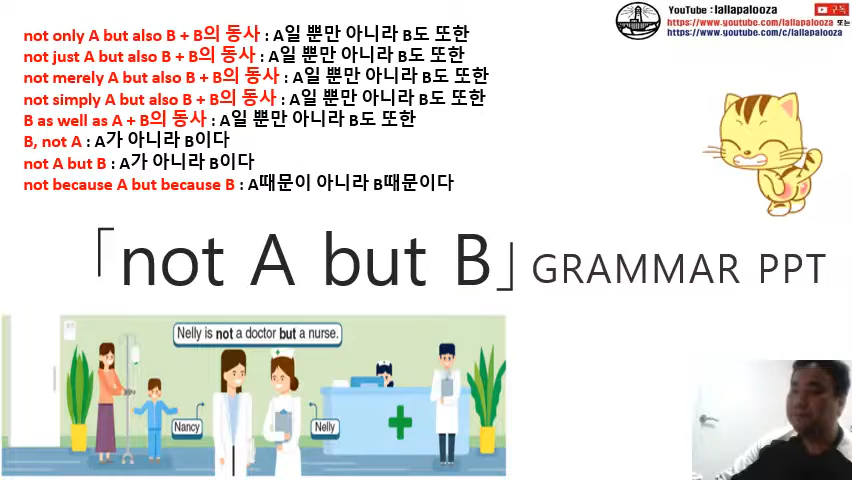 not only A but also B + B의 동사 : A일 뿐만 아니라 B도 또한
not just A but also B + B의 동사 : A일 뿐만 아니라 B도 또한
not merely A but also B + B의 동사 : A일 뿐만 아니라 B도 또한
not simply A but also B + B의 동사 : A일 뿐만 아니라 B도 또한
B as well as A + B의 동사 : A일 뿐만 아니라 B도 또한
B, not A : A가 아니라 B이다
not A but B : A가 아니라 B이다
not because A but because B : A때문이 아니라 B때문이다
YouTube : lallapalooza
구독
https://www.youtube.com/lallapalooza 또는
https://www.youtube.com/c/lallapalooza
「not A but B」 GRAMMAR PPT
Nelly is not a doctor but a nurse.
Nancy
Nelly